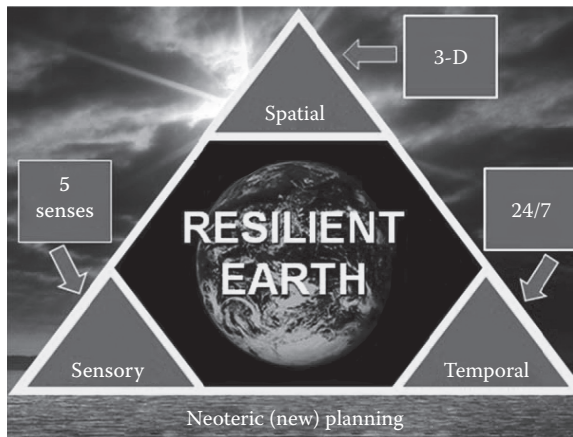 3-D
Spatial
5
senses
24/7
RESILIENT
EARTH
Sensory
Temporal
Neoteric (new) planning